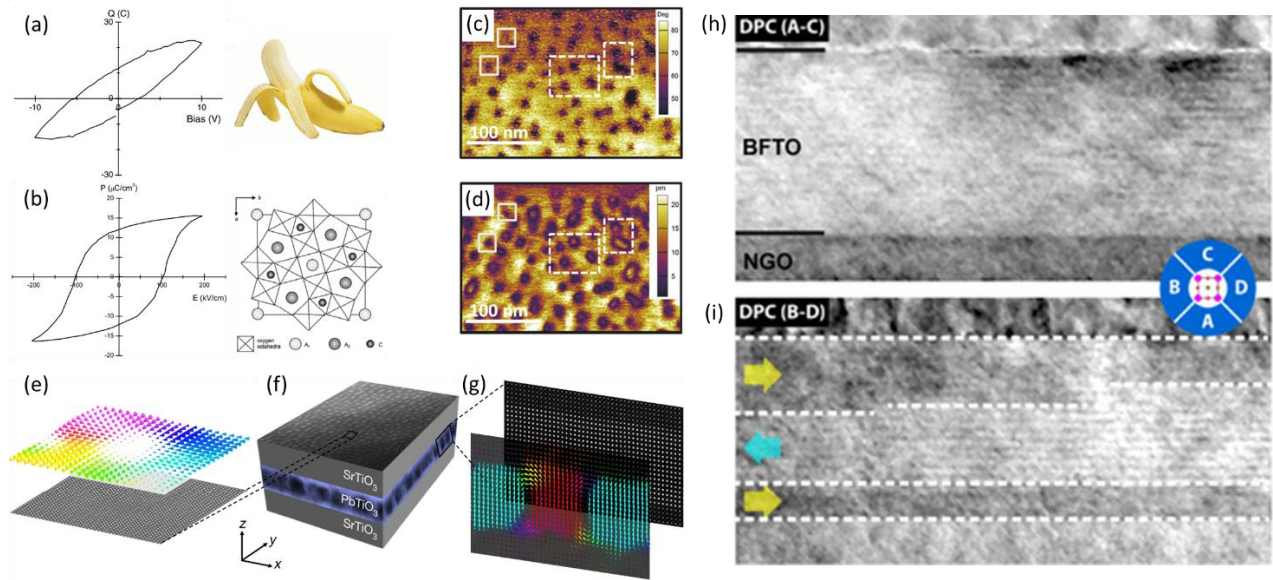 (a)
Q (C)
30
-10
10
Bias (V)
-30
(b)
P (μC/cm²)
20
15
10
5
-200
-100
0
100
200
E (kV/cm)
-5
-10
-15
-20
oxygen
octahedra
A₁
A₂
C
(c)
Deg
80
70
60
50
100 nm
(d)
pm
20
15
10
5
100 nm
(e)
(f)
SrTiO₃
PbTiO₃
SrTiO₃
z
y
x
(g)
(h)
DPC (A-C)
BFTO
NGO
C
B
D
A
(i)
DPC (B-D)